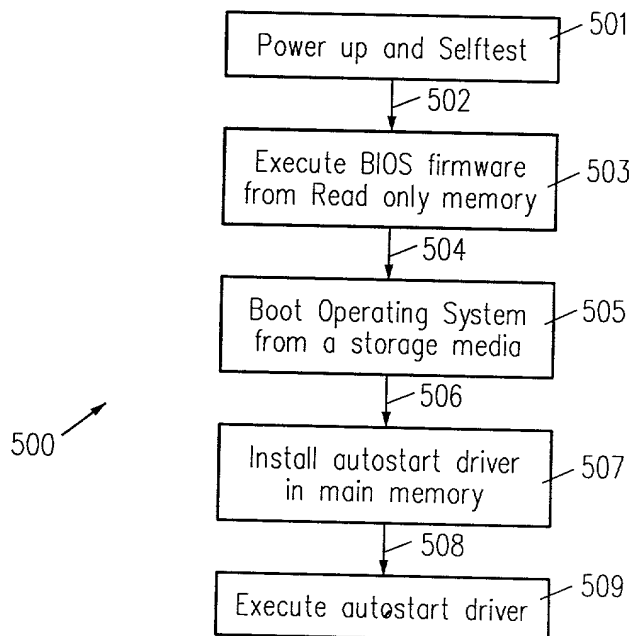 501
Power up and Selftest
502
Execute BIOS firmware
from Read only memory
503
504
Boot Operating System
from a storage media
505
506
500
Install autostart driver
in main memory
507
508
509
Execute autostart driver